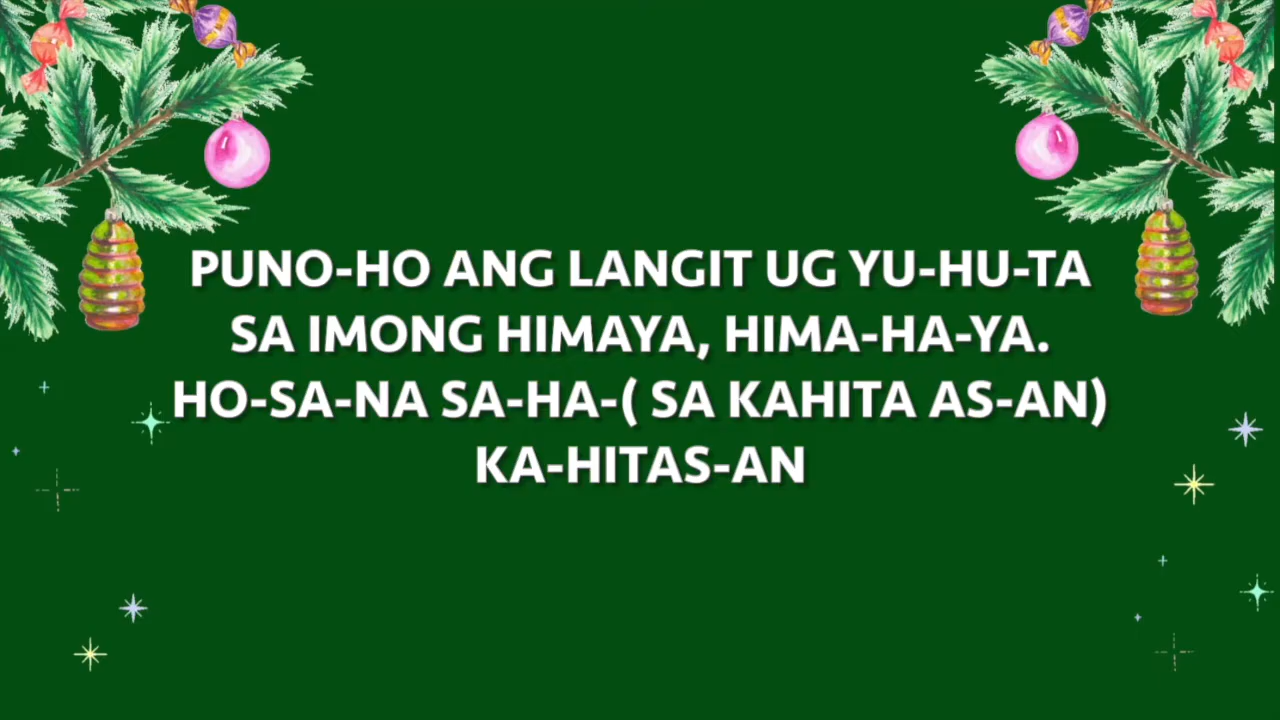 PUNO-HO ANG LANGIT UG YU-HU-TA
SA IMONG HIMAYA, HIMA-HA-YA.
HO-SA-NA SA-HA-( SA KAHITA AS-AN)
KA-HITAS-AN